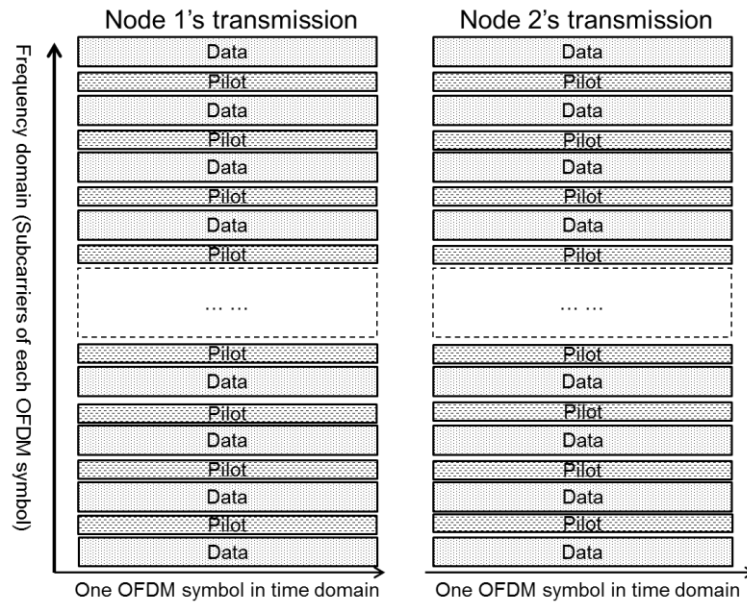 Node 1's transmission
Frequency domain (Subcarriers of each OFDM symbol)
Data
Pilot
Data
Pilot
Data
Pilot
Data
Pilot
... ...
Pilot
Data
Pilot
Data
Pilot
Data
Pilot
Data
One OFDM symbol in time domain
Node 2's transmission
Data
Pilot
Data
Pilot
Data
Pilot
Data
Pilot
... ...
Pilot
Data
Pilot
Data
Pilot
Data
Pilot
Data
One OFDM symbol in time domain